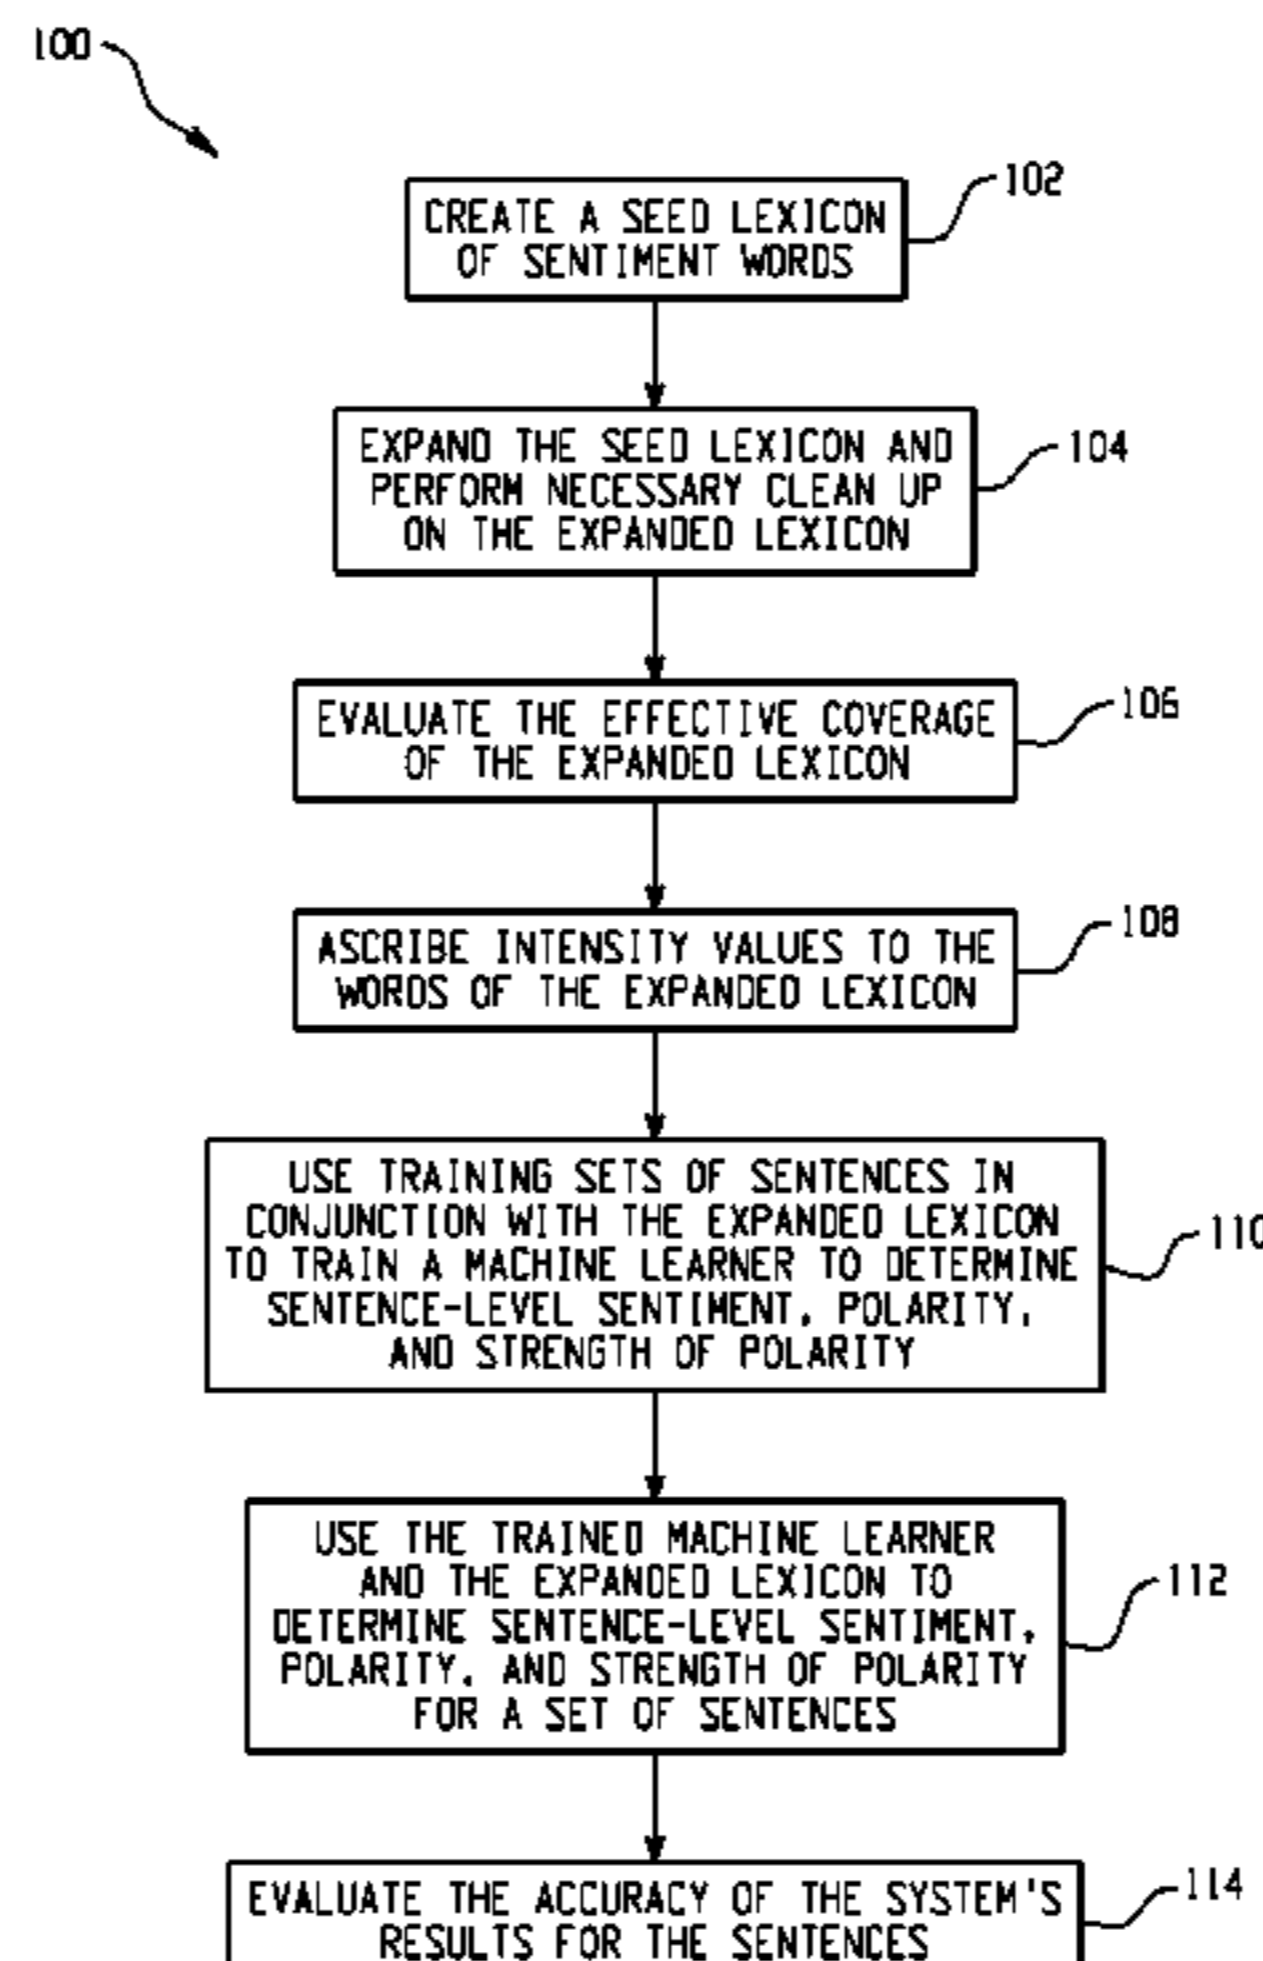 100
CREATE A SEED LEXICON
OF SENTIMENT WORDS
102
EXPAND THE SEED LEXICON AND
PERFORM NECESSARY CLEAN UP
ON THE EXPANDED LEXICON
104
EVALUATE THE EFFECTIVE COVERAGE
OF THE EXPANDED LEXICON
106
ASCRIBE INTENSITY VALUES TO THE
WORDS OF THE EXPANDED LEXICON
108
USE TRAINING SETS OF SENTENCES IN
CONJUNCTION WITH THE EXPANDED LEXICON
TO TRAIN A MACHINE LEARNER TO DETERMINE
SENTENCE-LEVEL SENTIMENT, POLARITY,
AND STRENGTH OF POLARITY
110
USE THE TRAINED MACHINE LEARNER
AND THE EXPANDED LEXICON TO
DETERMINE SENTENCE-LEVEL SENTIMENT,
POLARITY, AND STRENGTH OF POLARITY
FOR A SET OF SENTENCES
112
EVALUATE THE ACCURACY OF THE SYSTEM'S
RESULTS FOR THE SENTENCES
114